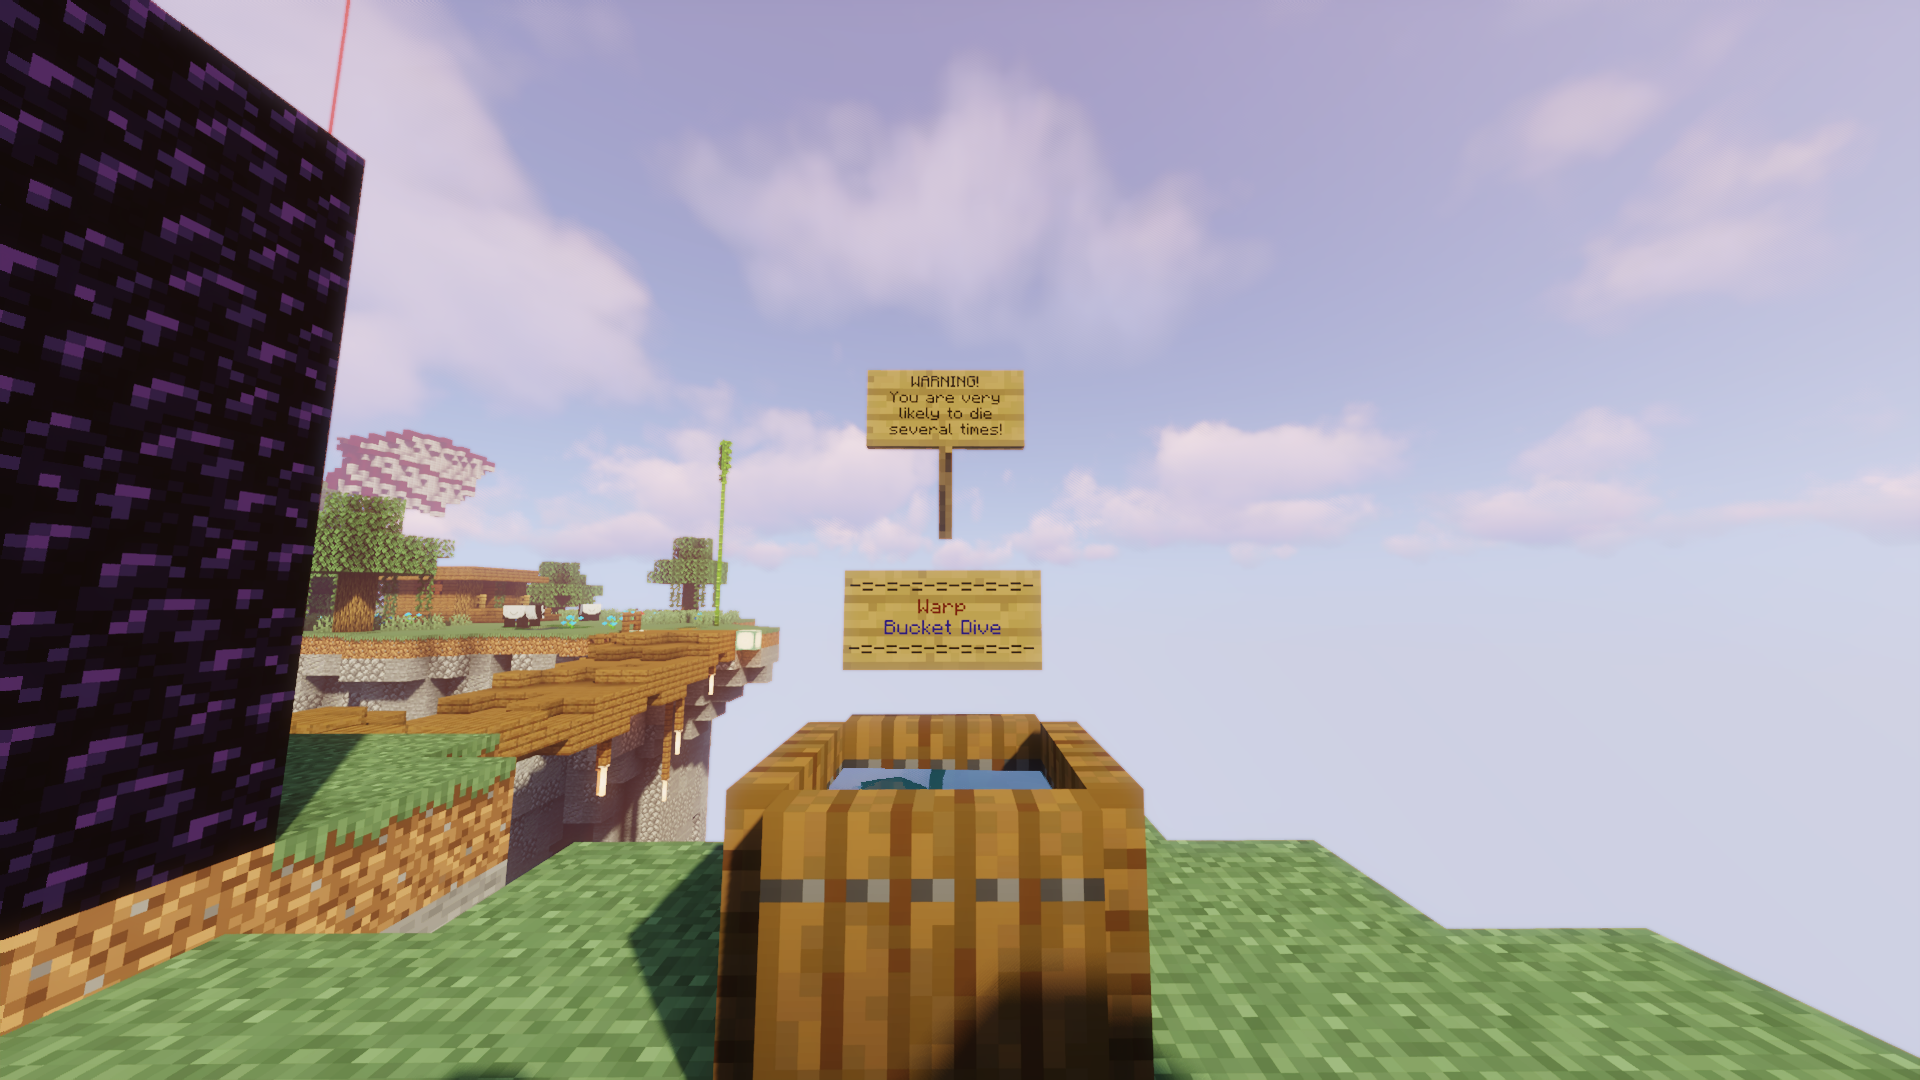 WARNING!
You are very
likely to die
several times!
-=-=-=-=-=-=-=-
Warp
Bucket Dive
-=-=-=-=-=-=-=-